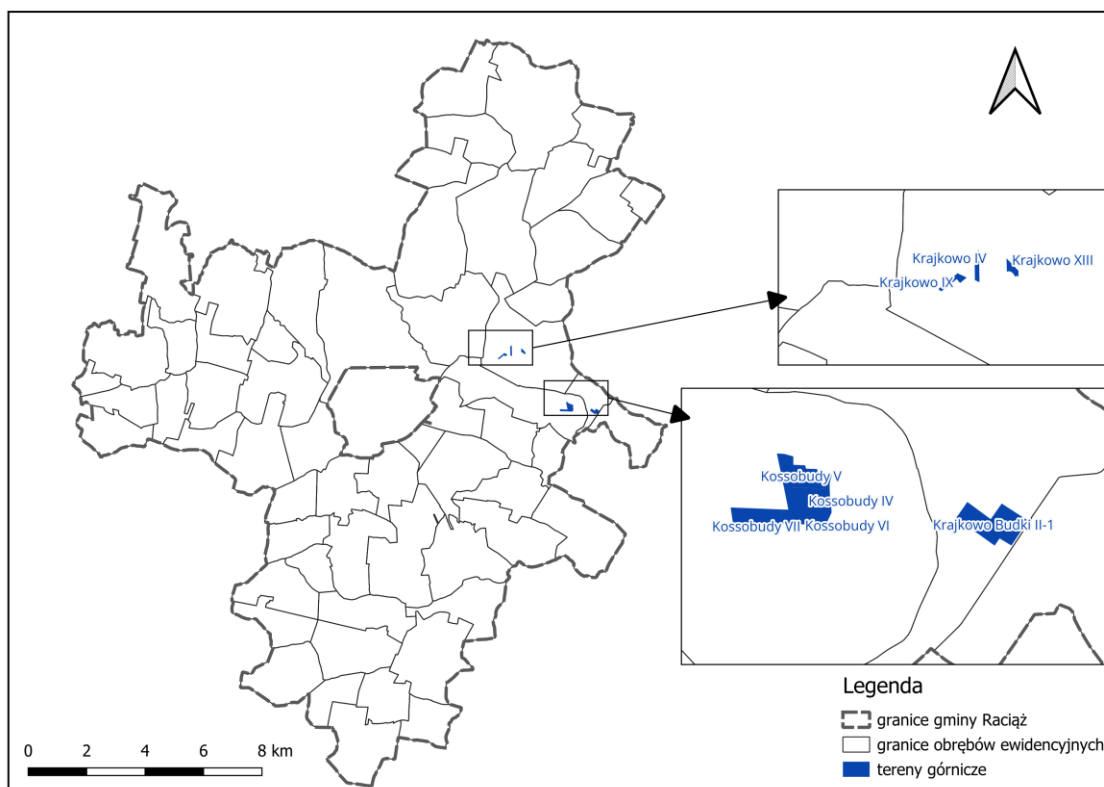 Krajkowo IV
Krajkowo XIII
Krajkowo IX
Kossobudy V
Kossobudy IV
Kossobudy VII
Kossobudy VI
Krajkowo Budki II-1
Legenda
granice gminy Raciąż
granice obrębów ewidencyjnych
tereny górnicze
0 2 4 6 8 km